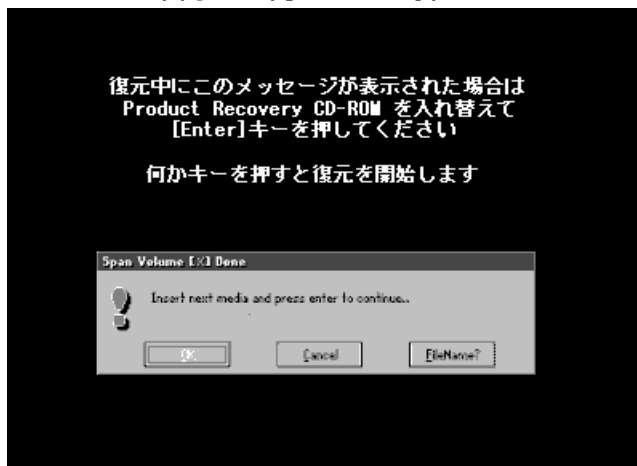 復元中にこのメッセージが表示された場合は
Product Recovery CD-ROM を入れ替えて
[Enter]キーを押してください
何かキーを押すと復元を開始します
Span Volume [X] Done
Insert next media and press enter to continue..
OK Cancel FileName?